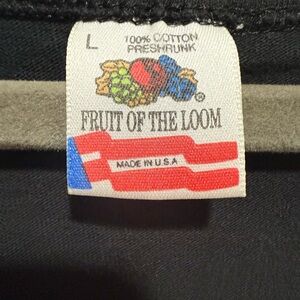 L
100% COTTON
PRESHRUNK
®
FRUIT OF THE LOOM
MADE IN U.S.A